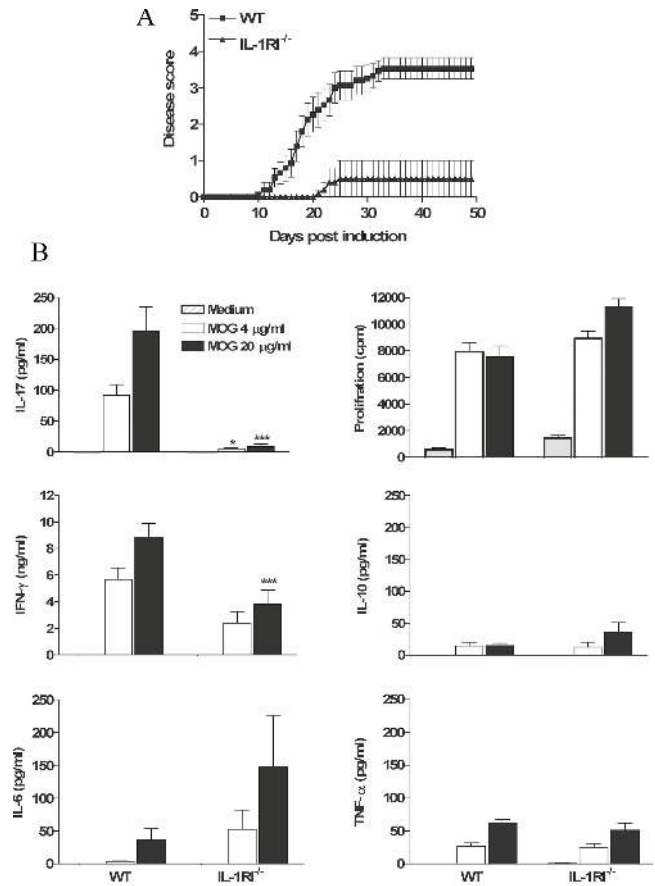 A
WT
IL-1RI-/-
Disease score
5
4
3
2
1
0
0 10 20 30 40 50
Days post induction
B
IL-17 (pg/ml)
250
200
150
100
50
0
Medium
MOG 4 µg/ml
MOG 20 µg/ml
* ***
Prolifration (cpm)
12000
10000
8000
6000
4000
2000
0
IFN-γ (ng/ml)
12
10
8
6
4
2
0
***
IL-10 (pg/ml)
250
200
150
100
50
0
IL-6 (pg/ml)
250
200
150
100
50
0
WT IL-1RI-/-
TNF-α (pg/ml)
250
200
150
100
50
0
WT IL-1RI-/-